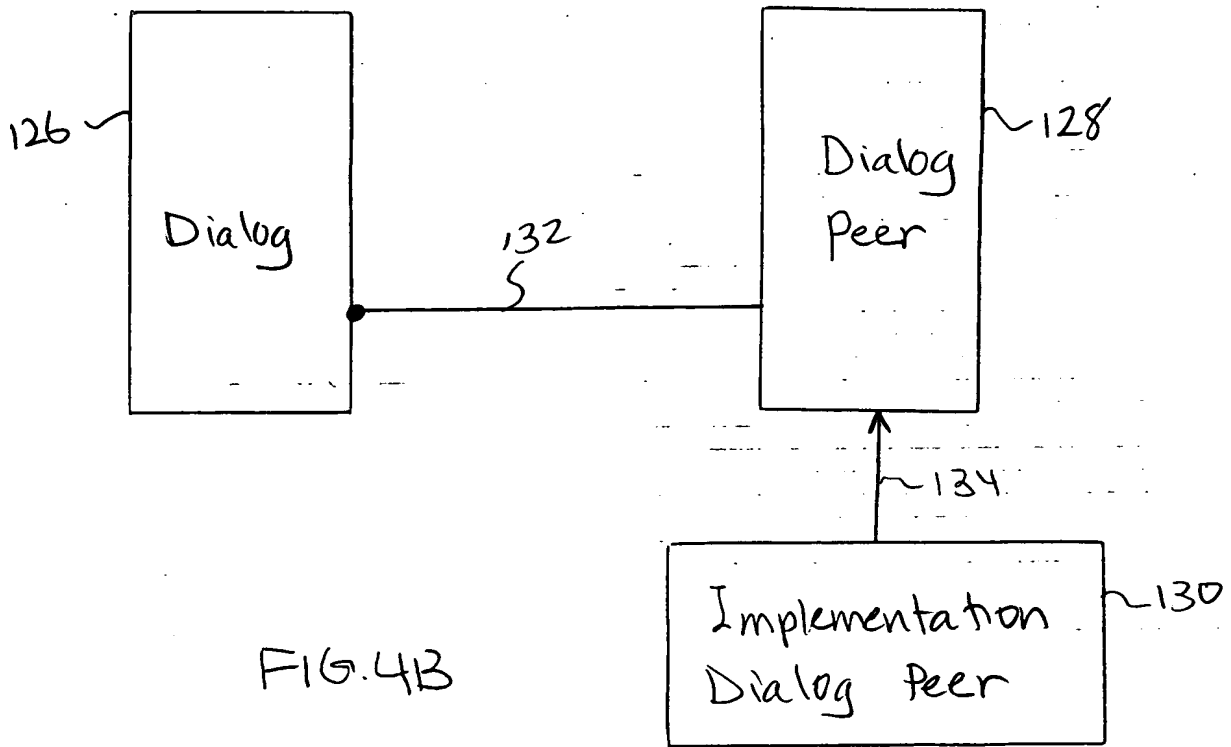 126
Dialog
132
Dialog
Peer
128
134
Implementation
Dialog Peer
130
FIG. 4B